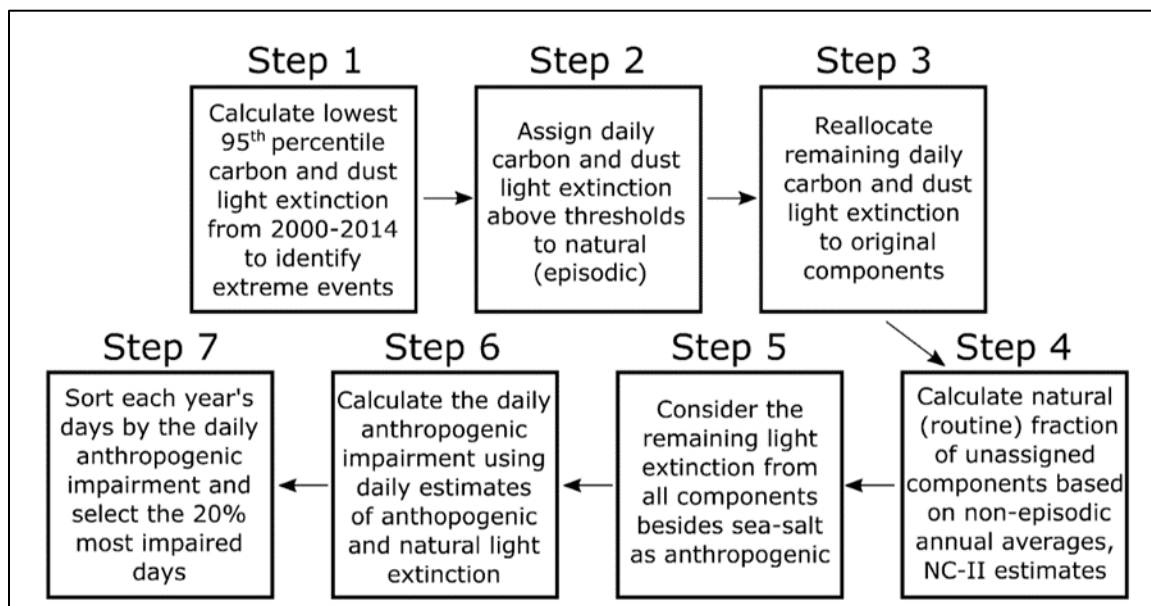 Step 1
Calculate lowest
95th percentile
carbon and dust
light extinction
from 2000-2014
to identify
extreme events
Step 2
Assign daily
carbon and dust
light extinction
above thresholds
to natural
(episodic)
Step 3
Reallocate
remaining daily
carbon and dust
light extinction
to original
components
Step 4
Calculate natural
(routine) fraction
of unassigned
components based
on non-episodic
annual averages,
NC-II estimates
Step 5
Consider the
remaining light
extinction from
all components
besides sea-salt
as anthropogenic
Step 6
Calculate the daily
anthropogenic
impairment using
daily estimates
of anthopogenic
and natural light
extinction
Step 7
Sort each year's
days by the daily
anthropogenic
impairment and
select the 20%
most impaired
days